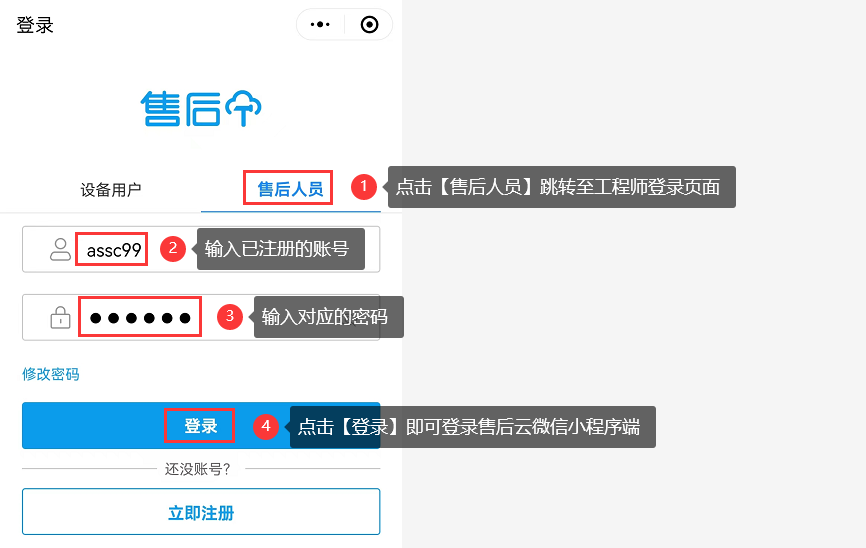 登录
售后
设备用户
售后人员
1
点击【售后人员】跳转至工程师登录页面
assc99
2
输入已注册的账号
●●●●●●
3
输入对应的密码
修改密码
登录
4
点击【登录】即可登录售后云微信小程序端
还没账号?
立即注册